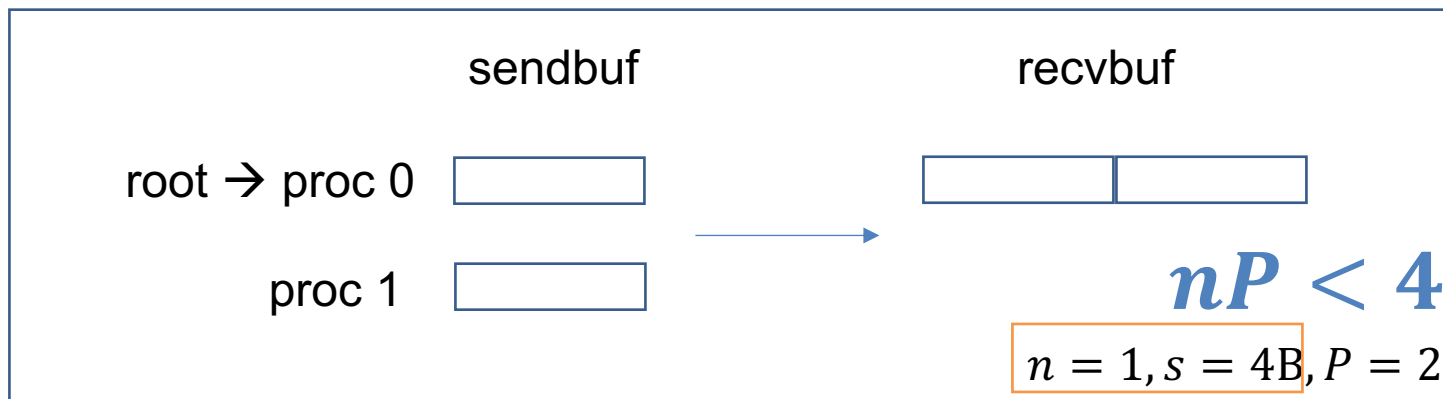 sendbuf recvbuf
root → proc 0
proc 1
nP < 4
n = 1, s = 4B, P = 2